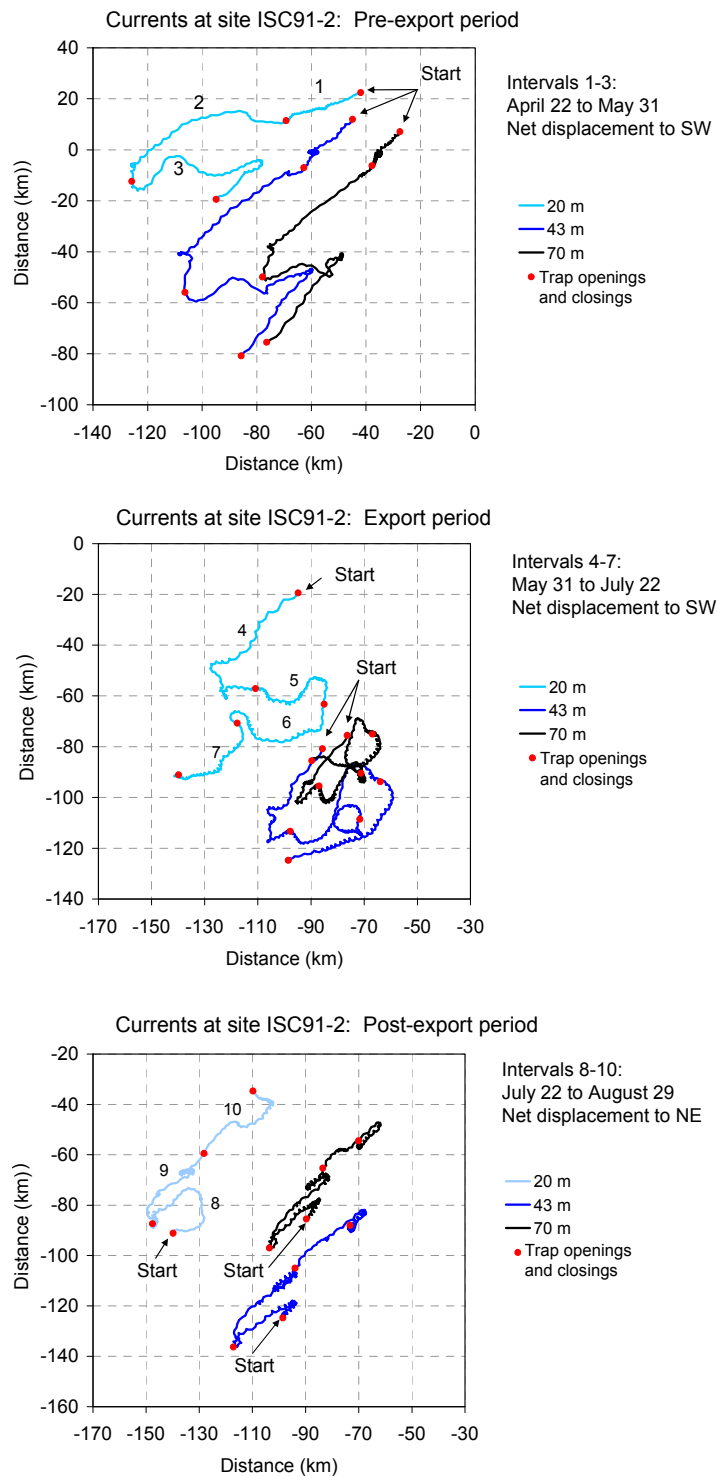 Currents at site ISC91-2: Pre-export period
40
20
0
-20
-40
-60
-80
-100
Distance (km))
-140 -120 -100 -80 -60 -40 -20 0
Distance (km)
1
2
3
Start
Intervals 1-3:
April 22 to May 31
Net displacement to SW
20 m
43 m
70 m
Trap openings
and closings
Currents at site ISC91-2: Export period
0
-20
-40
-60
-80
-100
-120
-140
Distance (km))
-170 -150 -130 -110 -90 -70 -50 -30
Distance (km)
Start
4
5
Start
6
7
Intervals 4-7:
May 31 to July 22
Net displacement to SW
20 m
43 m
70 m
Trap openings
and closings
Currents at site ISC91-2: Post-export period
-20
-40
-60
-80
-100
-120
-140
-160
Distance (km))
-170 -150 -130 -110 -90 -70 -50 -30
Distance (km)
10
9
8
Start
Start
Start
Intervals 8-10:
July 22 to August 29
Net displacement to NE
20 m
43 m
70 m
Trap openings
and closings